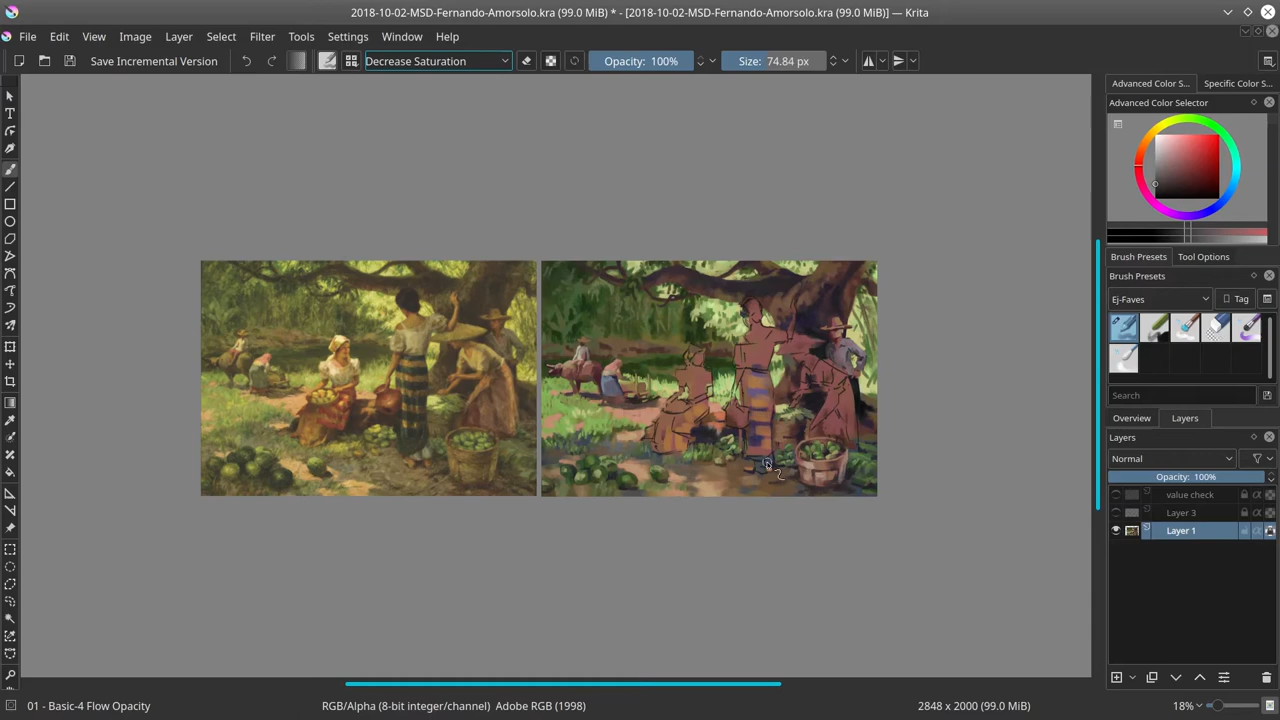 2018-10-02-MSD-Fernando-Amorsolo.kra (99.0 MiB) * - [2018-10-02-MSD-Fernando-Amorsolo.kra (99.0 MiB)] — Krita
File Edit View Image Layer Select Filter Tools Settings Window Help
Save Incremental Version Decrease Saturation Opacity: 100% Size: 74.84 px
Advanced Color S... Specific Color S...
Advanced Color Selector
Brush Presets Tool Options
Brush Presets
Ej-Faves Tag
Search
Overview Layers
Layers
Normal
Opacity: 100%
value check
Layer 3
Layer 1
01 - Basic-4 Flow Opacity RGB/Alpha (8-bit integer/channel) Adobe RGB (1998) 2848 x 2000 (99.0 MiB) 18%